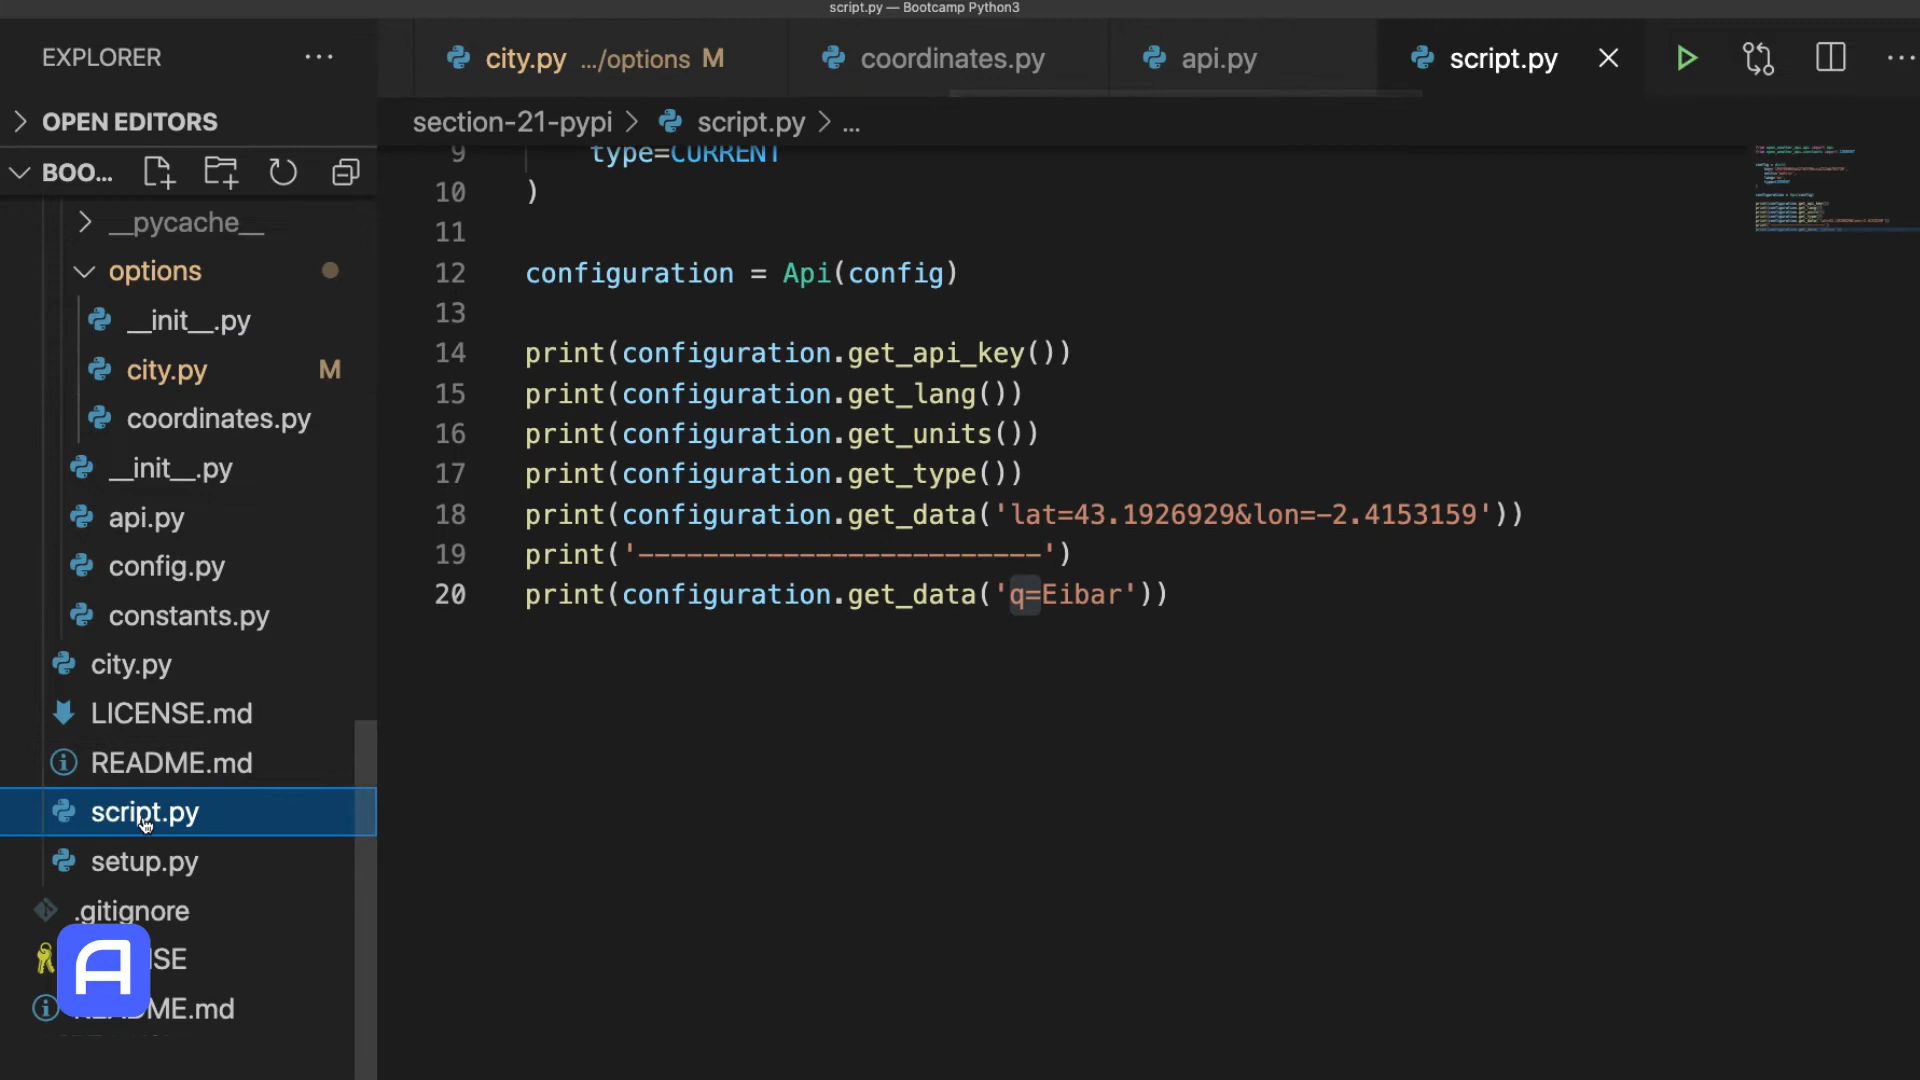 script.py — Bootcamp Python3
EXPLORER
city.py .../options M
coordinates.py
api.py
script.py
OPEN EDITORS
section-21-pypi > script.py > ...
BOO...
__pycache__
options
__init__.py
city.py M
coordinates.py
__init__.py
api.py
config.py
constants.py
city.py
LICENSE.md
README.md
script.py
setup.py
.gitignore
9 type=CURRENT
10 )
11
12 configuration = Api(config)
13
14 print(configuration.get_api_key())
15 print(configuration.get_lang())
16 print(configuration.get_units())
17 print(configuration.get_type())
18 print(configuration.get_data('lat=43.1926929&lon=-2.4153159'))
19 print('-------------------------')
20 print(configuration.get_data('q=Eibar'))